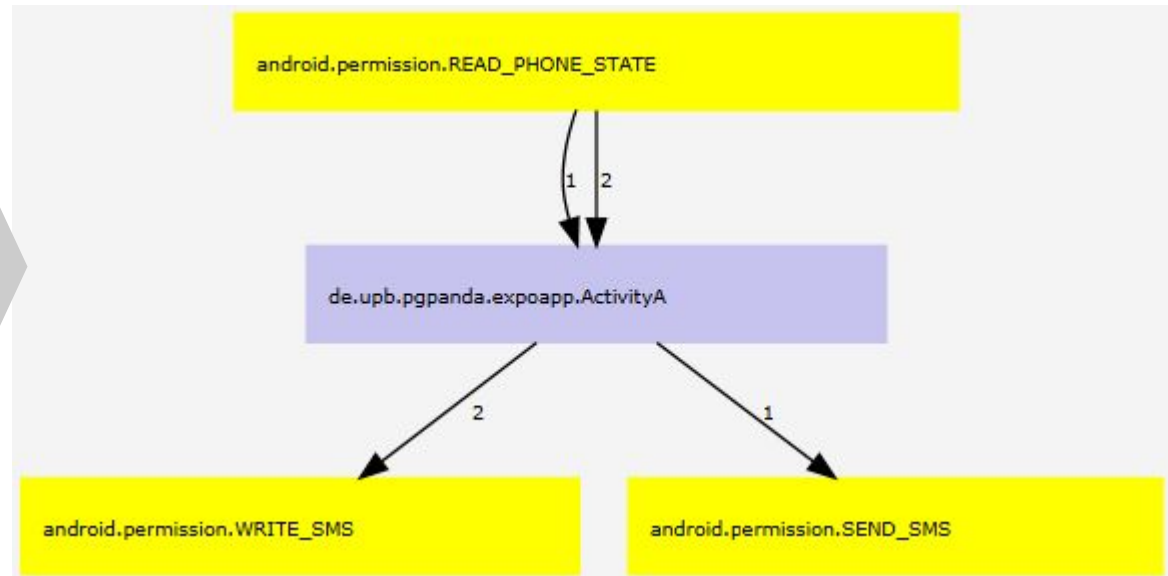 android.permission.READ_PHONE_STATE
1
2
de.upb.pgpanda.expoapp.ActivityA
2
1
android.permission.WRITE_SMS
android.permission.SEND_SMS